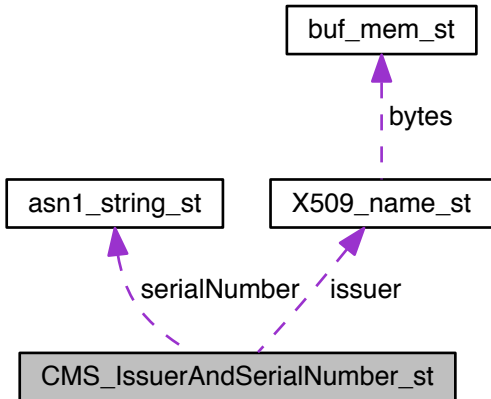 buf_mem_st
bytes
asn1_string_st
X509_name_st
serialNumber
issuer
CMS_IssuerAndSerialNumber_st